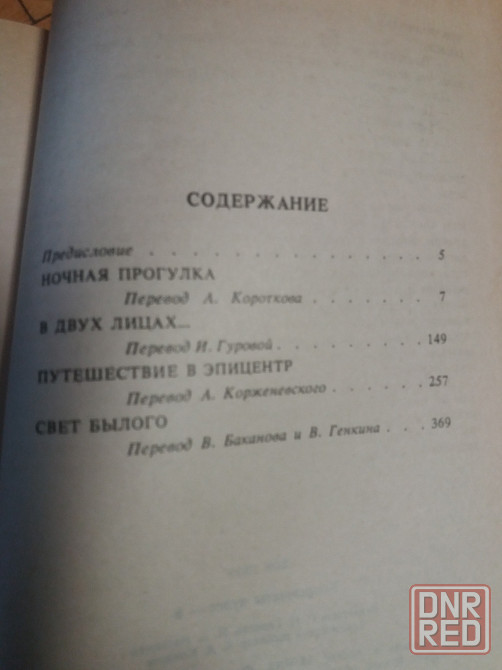 СОДЕРЖАНИЕ
Предисловие . . . . . . . . . . . . . . . 5
НОЧНАЯ ПРОГУЛКА
Перевод А. Короткова . . . . . . . 7
В ДВУХ ЛИЦАХ...
Перевод И. Гуровой . . . . . . . . . 149
ПУТЕШЕСТВИЕ В ЭПИЦЕНТР
Перевод А. Корженевского . . . . . . 257
СВЕТ БЫЛОГО
Перевод В. Баканова и В. Генкина . . . . 369
DNR
RED